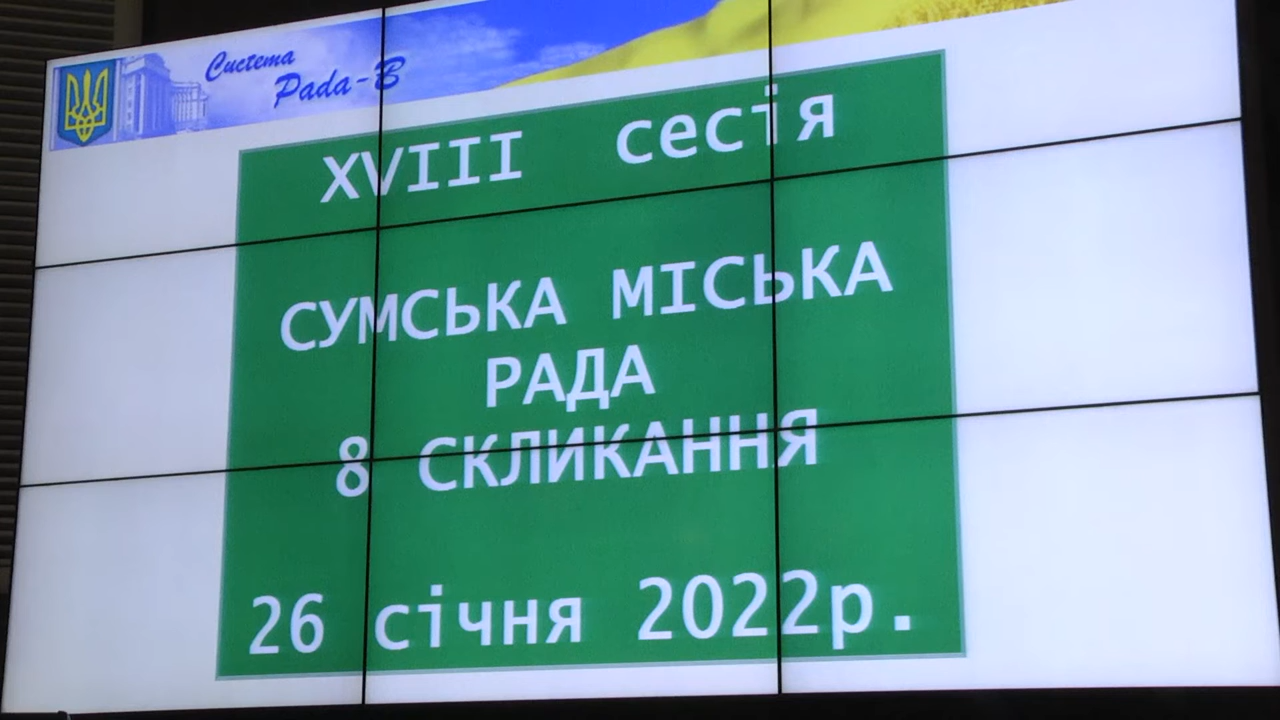 Система
Рада-В
XVIII сесія
СУМСЬКА МІСЬКА
РАДА
8 СКЛИКАННЯ
26 січня 2022р.